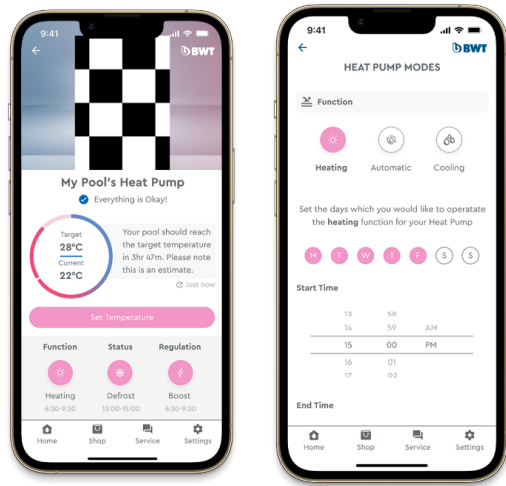 9:41
BWT
My Pool's Heat Pump
Everything is Okay!
Target
28°C
Current
22°C
Your pool should reach
the target temperature
in 3hr 47m. Please note
this is an estimate.
Just now
Set Temperature
Function Status Regulation
Heating Defrost Boost
6:30-9:30 13:00-15:00 6:30-9:30
Home Shop Service Settings
9:41
BWT
HEAT PUMP MODES
Function
Heating Automatic Cooling
Set the days which you would like to operatate
the heating function for your Heat Pump
M T W T F S S
Start Time
13 58
14 59 AM
15 00 PM
16 01
17 02
End Time
Home Shop Service Settings